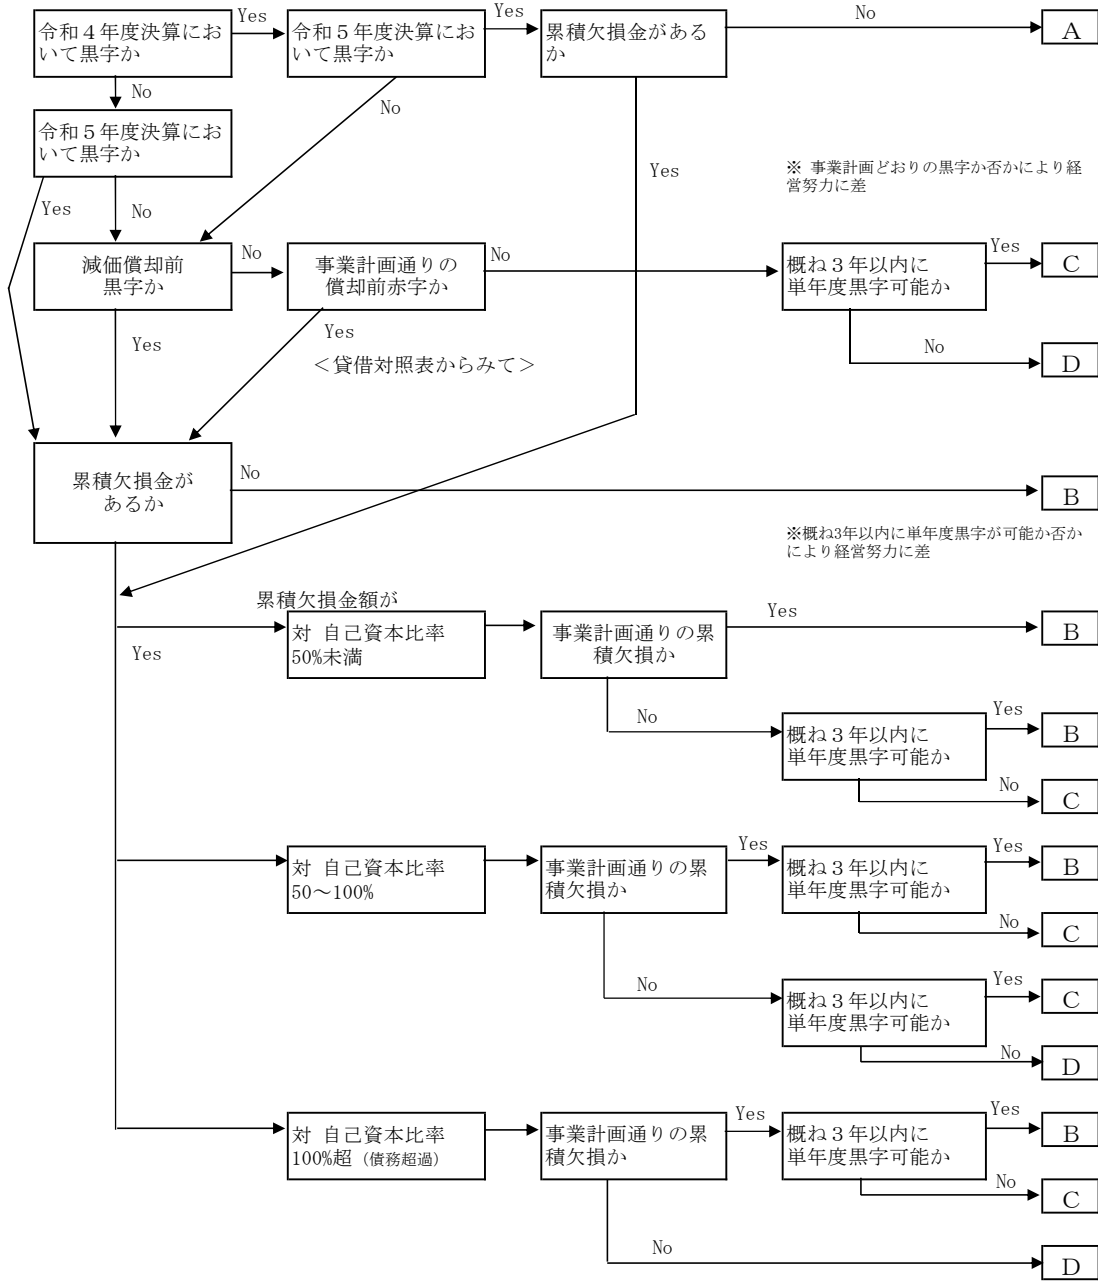 令和４年度決算にお
いて黒字か
Yes
令和５年度決算にお
いて黒字か
Yes
累積欠損金がある
か
No
A
No
No
令和５年度決算にお
いて黒字か
Yes
※ 事業計画どおりの黒字か否かにより経
営努力に差
Yes
No
減価償却前
黒字か
No
事業計画通りの
償却前赤字か
No
概ね３年以内に
単年度黒字可能か
Yes
C
Yes
Yes
No
D
＜貸借対照表からみて＞
累積欠損金が
あるか
No
B
※概ね3年以内に単年度黒字が可能か否か
により経営努力に差
累積欠損金額が
Yes
対 自己資本比率
50%未満
事業計画通りの累
積欠損か
Yes
B
No
概ね３年以内に
単年度黒字可能か
Yes
B
No
C
対 自己資本比率
50～100%
事業計画通りの累
積欠損か
Yes
概ね３年以内に
単年度黒字可能か
Yes
B
No
C
No
概ね３年以内に
単年度黒字可能か
Yes
C
No
D
対 自己資本比率
100%超（債務超過）
事業計画通りの累
積欠損か
Yes
概ね３年以内に
単年度黒字可能か
Yes
B
No
C
No
D